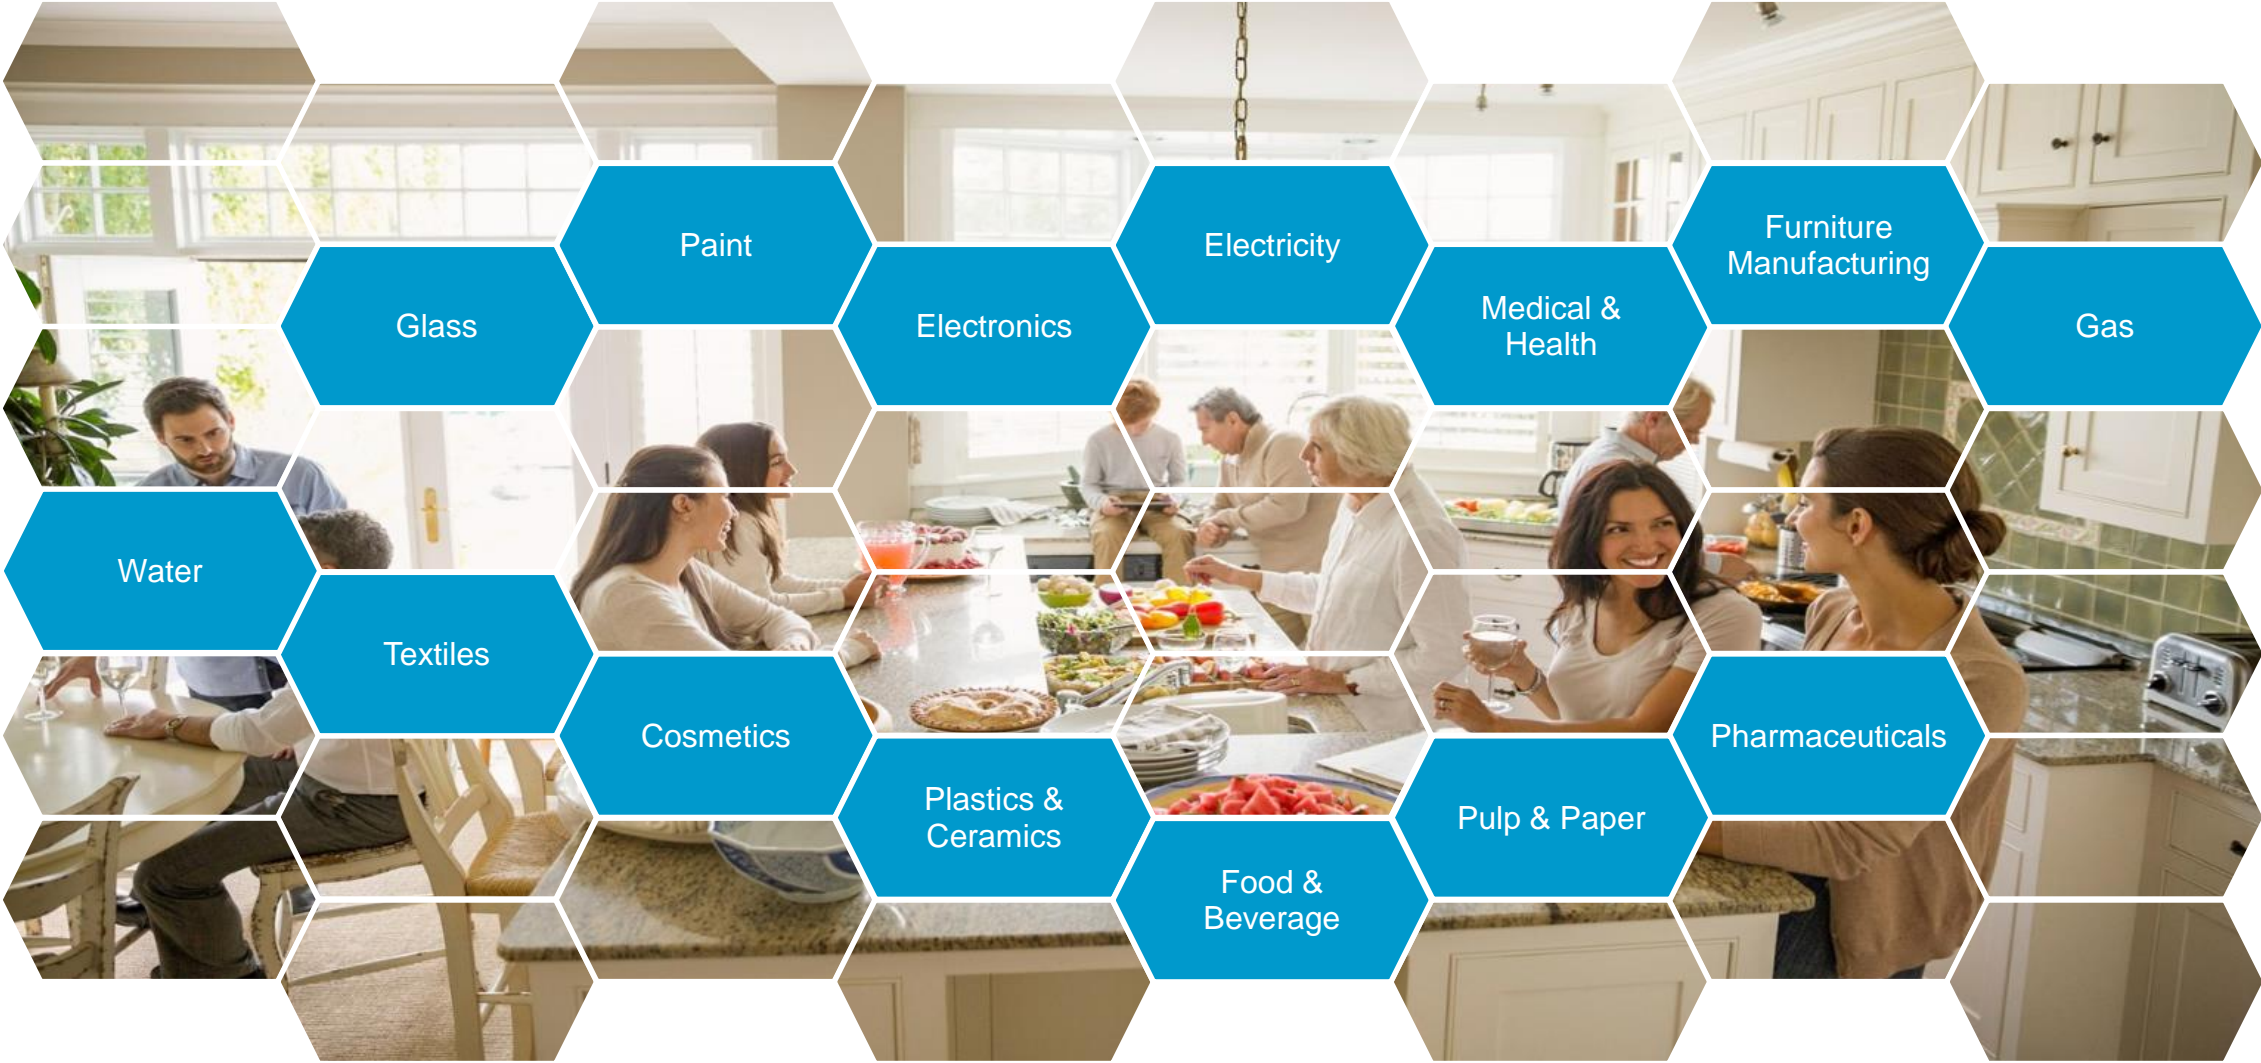 Paint
Electricity
Furniture
Manufacturing
Glass
Electronics
Medical &
Health
Gas
Water
Textiles
Cosmetics
Pharmaceuticals
Plastics &
Ceramics
Pulp & Paper
Food &
Beverage